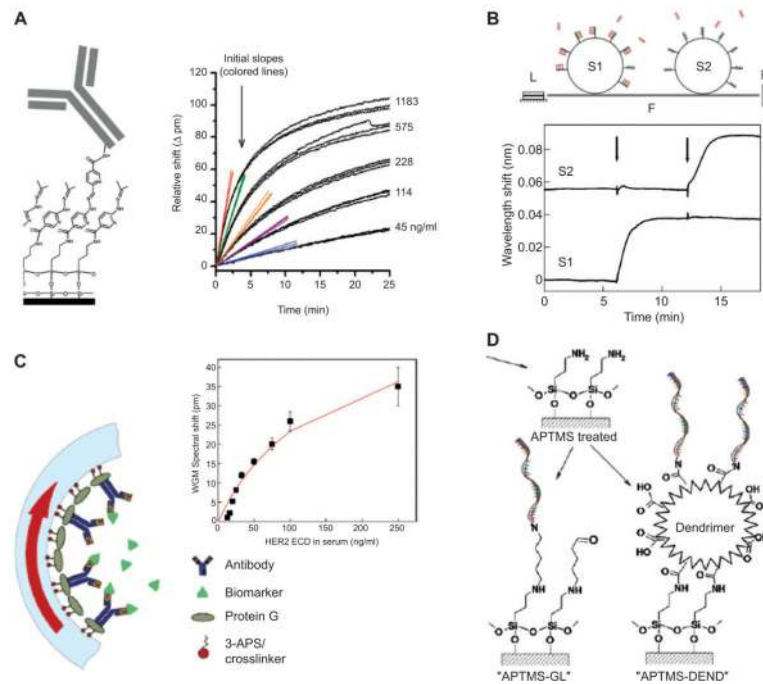 A
Initial slopes
(colored lines)
Relative shift (Δ pm)
120
100
80
60
40
20
0
0
5
10
15
20
25
Time (min)
1183
575
228
114
45 ng/ml
B
S1
S2
L
F
Wavelength shift (nm)
0.08
0.06
0.04
0.02
0
S2
S1
0
5
10
15
Time (min)
C
WGM Spectral shift (pm)
40
35
30
25
20
15
10
5
0
0
50
100
150
200
250
HER2 ECD in serum (ng/ml)
Antibody
Biomarker
Protein G
3-APS/
crosslinker
D
NH2
NH2
Si
Si
O
O
O
O
O
APTMS treated
N
O
NH
NH
Si
Si
O
O
O
O
O
"APTMS-GL"
N
N
O
O
HO
OH
HO
O
Dendrimer
O
O
NH
NH
Si
Si
O
O
O
O
O
"APTMS-DEND"